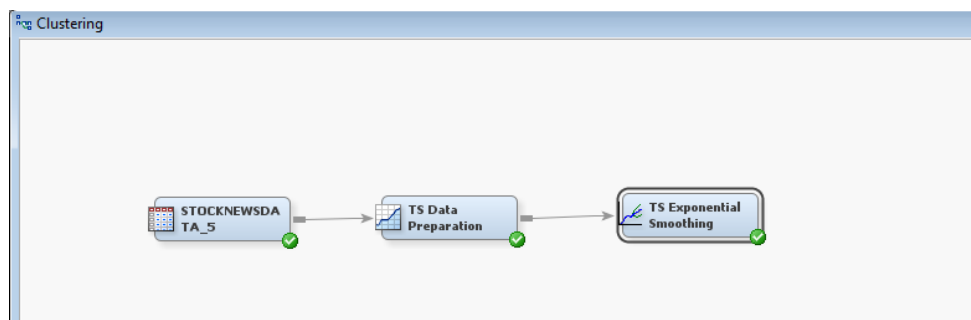 Clustering
STOCKNEWSDA
TA_5
TS Data
Preparation
TS Exponential
Smoothing